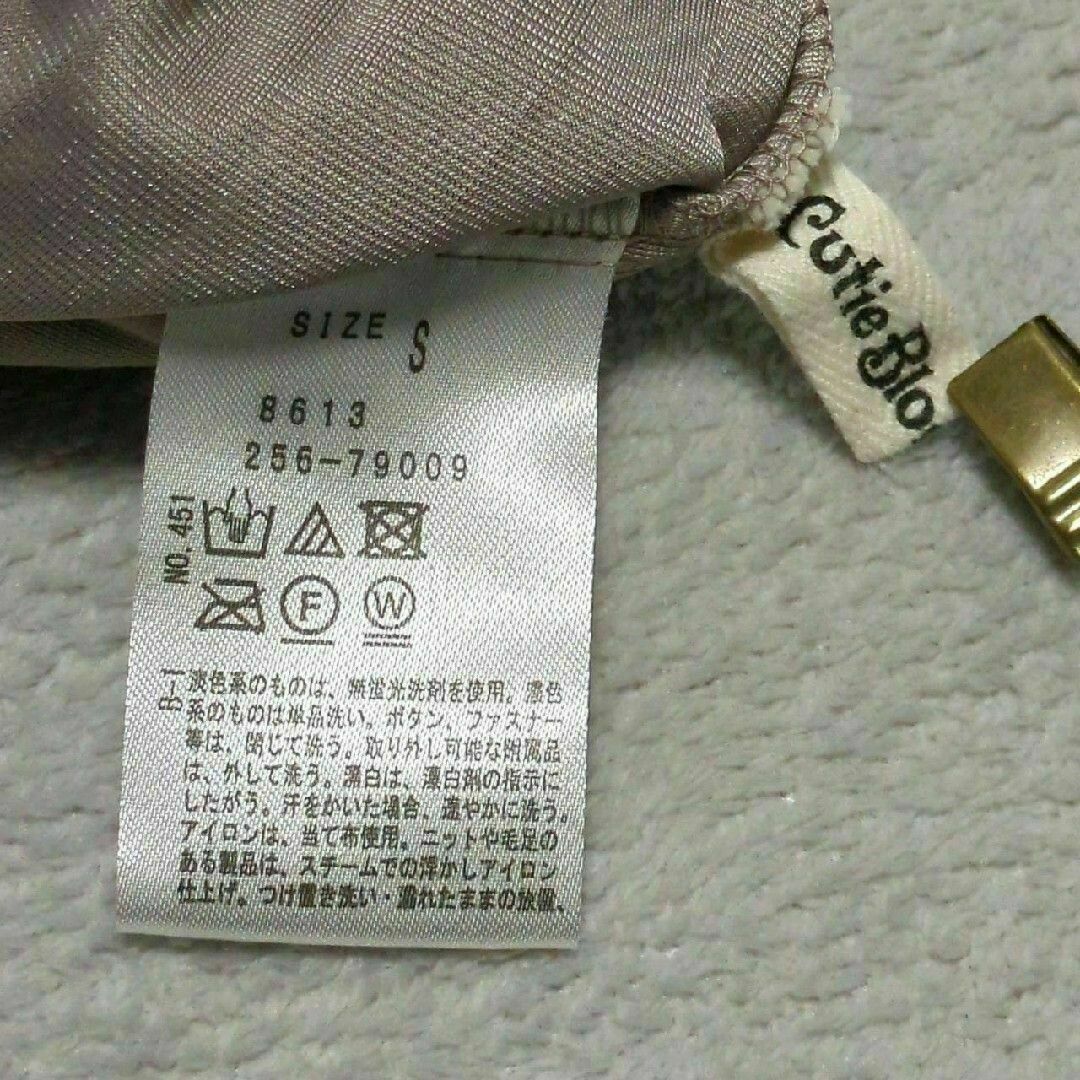 SIZE S
8613
256-79009
NO. 451
F W
B-1
淡色系のものは、無蛍光洗剤を使用。濃色
系のものは単品洗い。ボタン、ファスナー
等は、閉じて洗う。取り外し可能な附属品
は、外して洗う。漂白は、漂白剤の指示に
したがう。汗をかいた場合、速やかに洗う。
アイロンは、当て布使用。ニットや毛足の
ある製品は、スチームでの浮かしアイロン
仕上げ。つけ置き洗い・濡れたままの放置、
Cutie